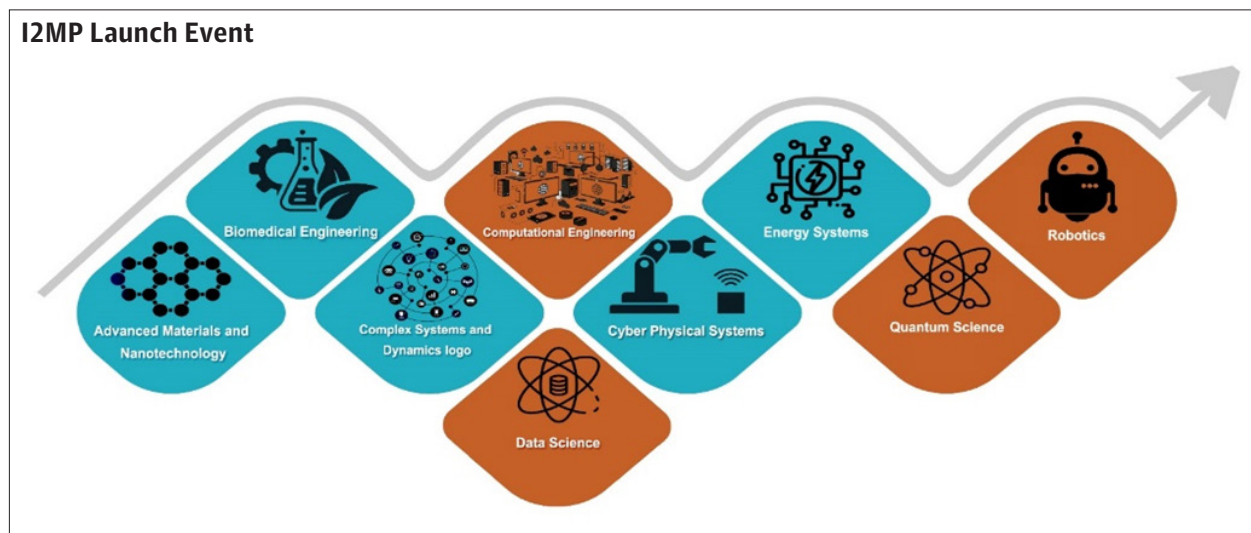 I2MP Launch Event
Biomedical Engineering
Computational Engineering
Energy Systems
Robotics
Advanced Materials and
Nanotechnology
Complex Systems and
Dynamics logo
Cyber Physical Systems
Quantum Science
Data Science